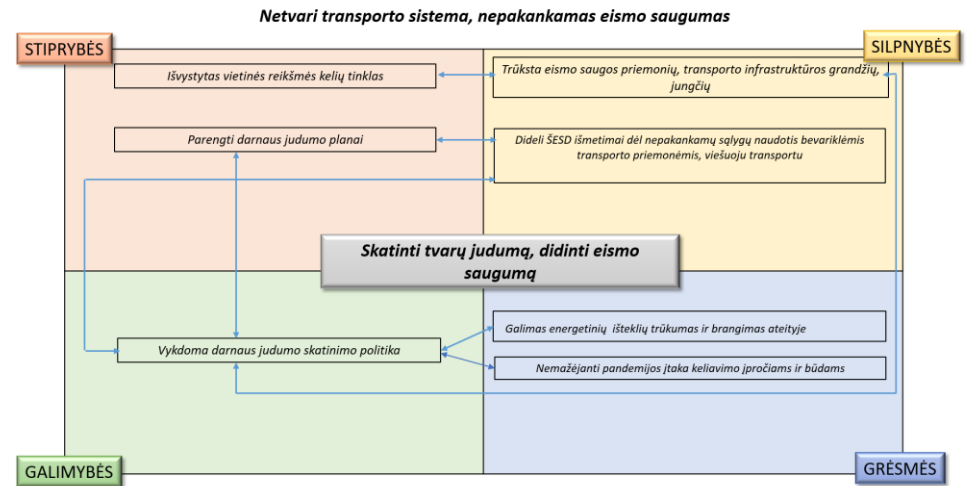 Netvari transporto sistema, nepakankamas eismo saugumas
STIPRYBĖS
SILPNYBĖS
Išvystytas vietinės reikšmės kelių tinklas
Trūksta eismo saugos priemonių, transporto infrastruktūros grandžių,
jungčių
Parengti darnaus judumo planai
Dideli ŠESD išmetimai dėl nepakankamų sąlygų naudotis bevariklėmis
transporto priemonėmis, viešuoju transportu
Skatinti tvarų judumą, didinti eismo
saugumą
Vykdoma darnaus judumo skatinimo politika
Galimas energetinių išteklių trūkumas ir brangimas ateityje
Nemažėjanti pandemijos įtaka keliavimo įpročiams ir būdams
GALIMYBĖS
GRĖSMĖS